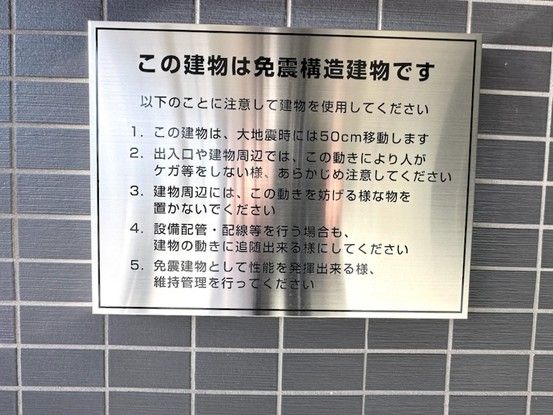 この建物は免震構造建物です
以下のことに注意して建物を使用してください
1. この建物は、大地震時には50cm移動します
2. 出入口や建物周辺では、この動きにより人が
ケガ等をしない様、あらかじめ注意してください
3. 建物周辺には、この動きを妨げる様な物を
置かないでください
4. 設備配管・配線等を行う場合も、
建物の動きに追随出来る様にしてください
5. 免震建物として性能を発揮出来る様、
維持管理を行ってください